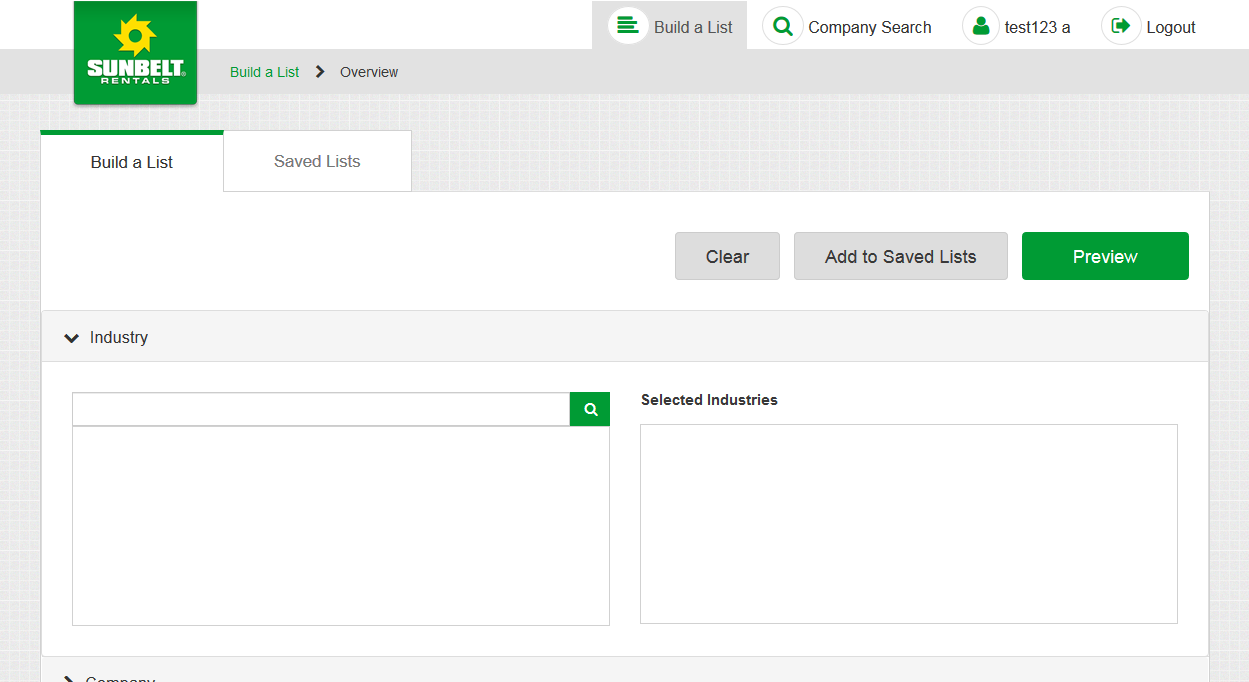 Build a List
Company Search
test123 a
Logout
SUNBELT®
RENTALS
Build a List
Overview
Build a List
Saved Lists
Clear
Add to Saved Lists
Preview
Industry
Selected Industries
Company